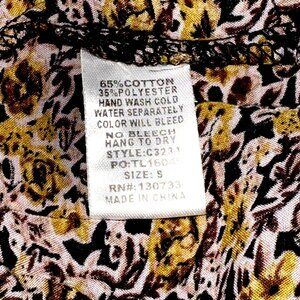 65%COTTON
35%POLYESTER
HAND WASH COLD
WATER SEPARATELY
COLOR WILL BLEED
NO BLEECH
HANG TO DRY
SIZE: S
RN#: 130733
MADE IN CHINA